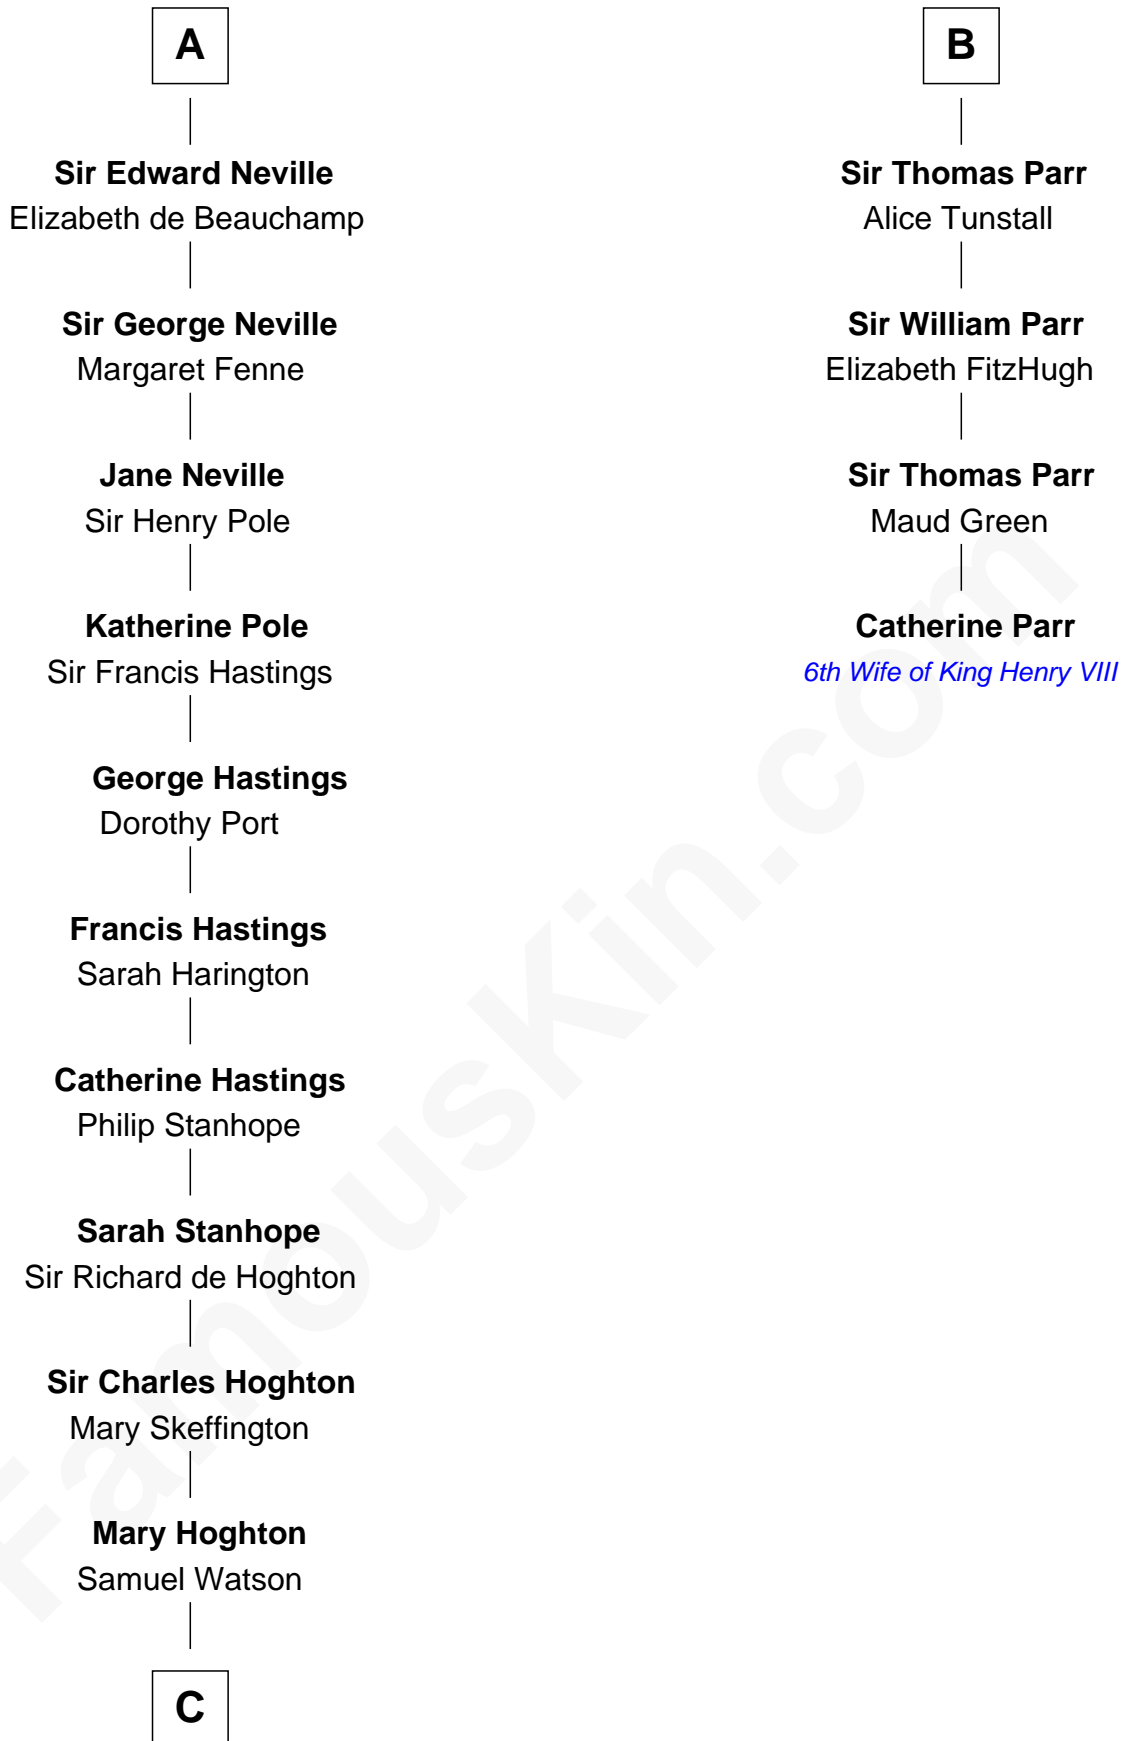 A
Sir Edward Neville
Elizabeth de Beauchamp
Sir George Neville
Margaret Fenne
Jane Neville
Sir Henry Pole
Katherine Pole
Sir Francis Hastings
George Hastings
Dorothy Port
Francis Hastings
Sarah Harington
Catherine Hastings
Philip Stanhope
Sarah Stanhope
Sir Richard de Hoghton
Sir Charles Hoghton
Mary Skeffington
Mary Hoghton
Samuel Watson
C
B
Sir Thomas Parr
Alice Tunstall
Sir William Parr
Elizabeth FitzHugh
Sir Thomas Parr
Maud Green
Catherine Parr
6th Wife of King Henry VIII
FamousKin.com